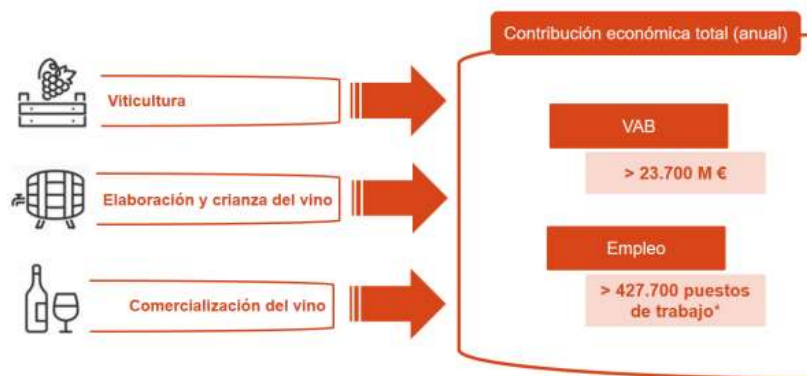 Contribución económica total (anual)
Viticultura
VAB
> 23.700 M €
Elaboración y crianza del vino
Empleo
> 427.700 puestos
de trabajo*
Comercialización del vino